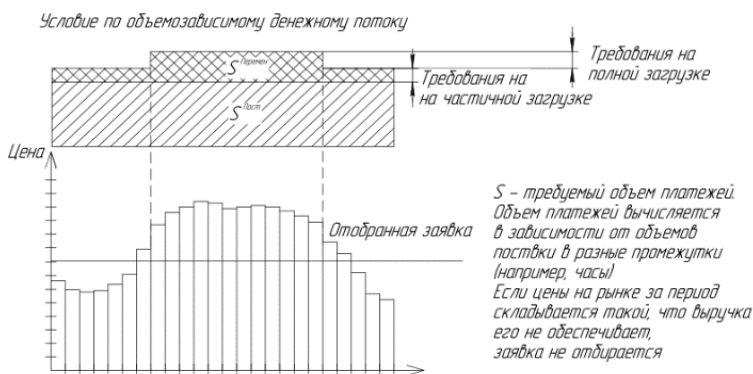 Условие по объемозависимому денежному потоку
S Перемен
Требования на
полной загрузке
Требования на
на частичной загрузке
S Пост
Цена
Отобранная заявка
S – требуемый объем платежей.
Объем платежей вычисляется
в зависимости от объемов
поствки в разные промежутки
(например, часы)
Если цены на рынке за период
складывается такой, что выручка
его не обеспечивает,
заявка не отбирается